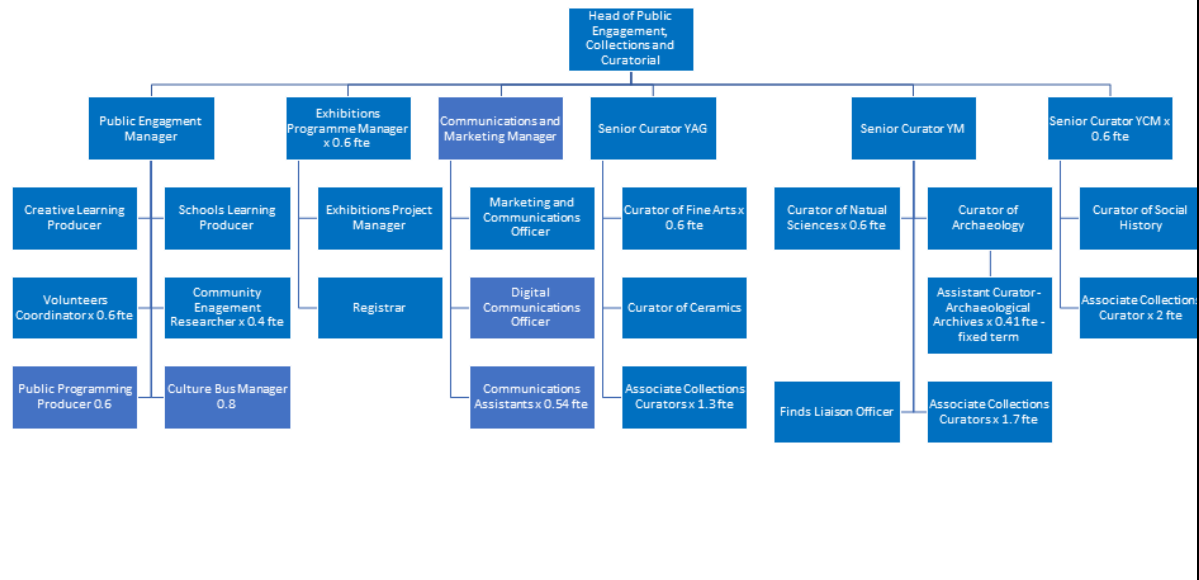 Head of Public
Engagement,
Collections and
Curatorial
Public Engagment
Manager
Exhibitions
Programme Manager
x 0.6 fte
Communications and
Marketing Manager
Senior Curator YAG
Senior Curator YM
Senior Curator YCM x
0.6 fte
Creative Learning
Producer
Schools Learning
Producer
Exhibitions Project
Manager
Marketing and
Communications
Officer
Curator of Fine Arts x
0.6 fte
Curator of Natual
Sciences x 0.6 fte
Curator of
Archaeology
Curator of Social
History
Volunteers
Coordinator x 0.6 fte
Community
Enagement
Researcher x 0.4 fte
Registrar
Digital
Communications
Officer
Curator of Ceramics
Assistant Curator-
Archaeological
Archives x 0.41 fte -
fixed term
Associate Collections
Curator x 2 fte
Public Programming
Producer 0.6
Culture Bus Manager
0.8
Communications
Assistants x 0.54 fte
Associate Collections
Curators x 1.3 fte
Finds Liaison Officer
Associate Collections
Curators x 1.7 fte